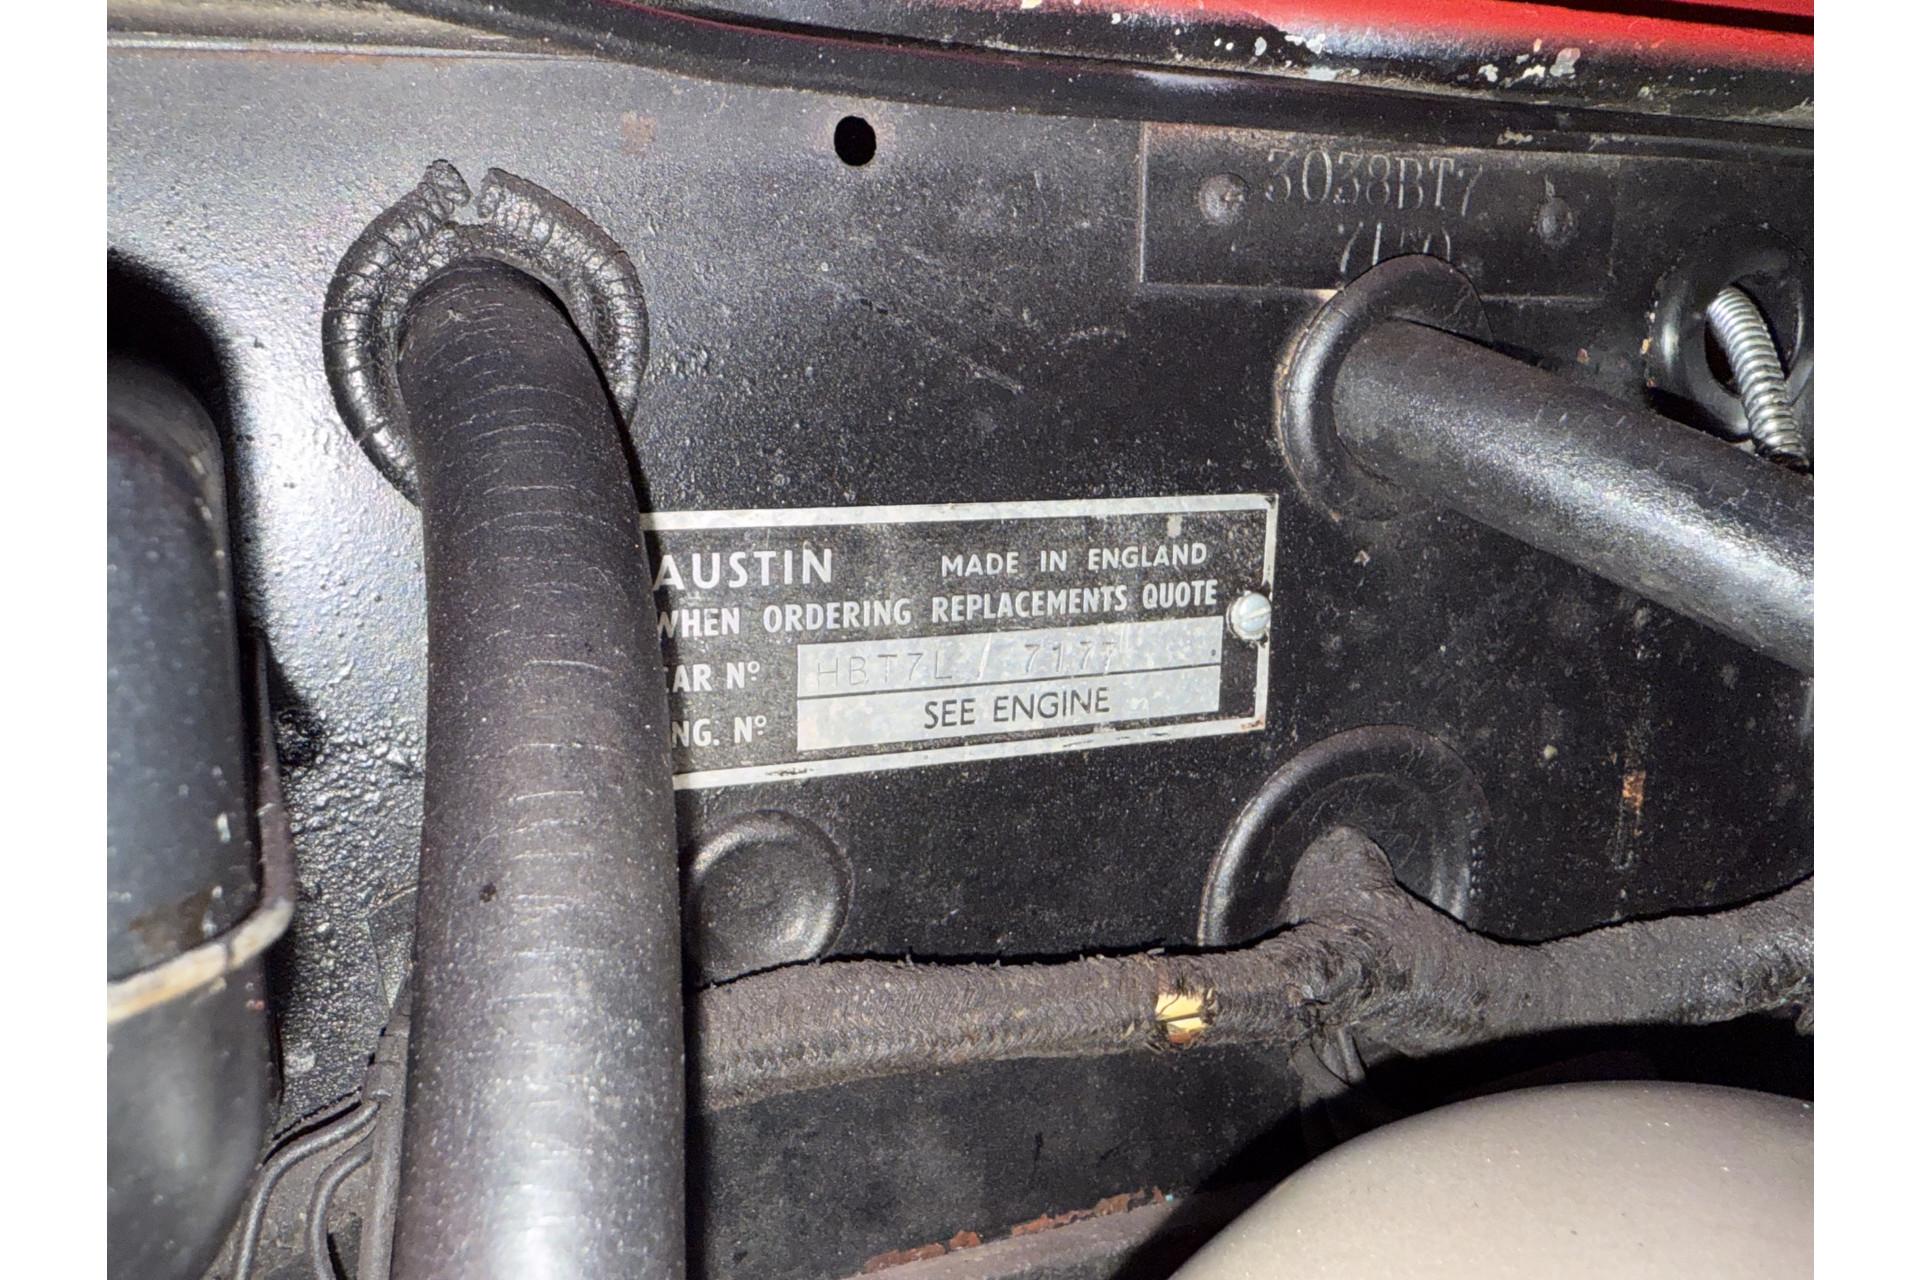 3038BT7
AUSTIN MADE IN ENGLAND
WHEN ORDERING REPLACEMENTS QUOTE
CAR Nº HBT7L / 7177
NG. Nº SEE ENGINE